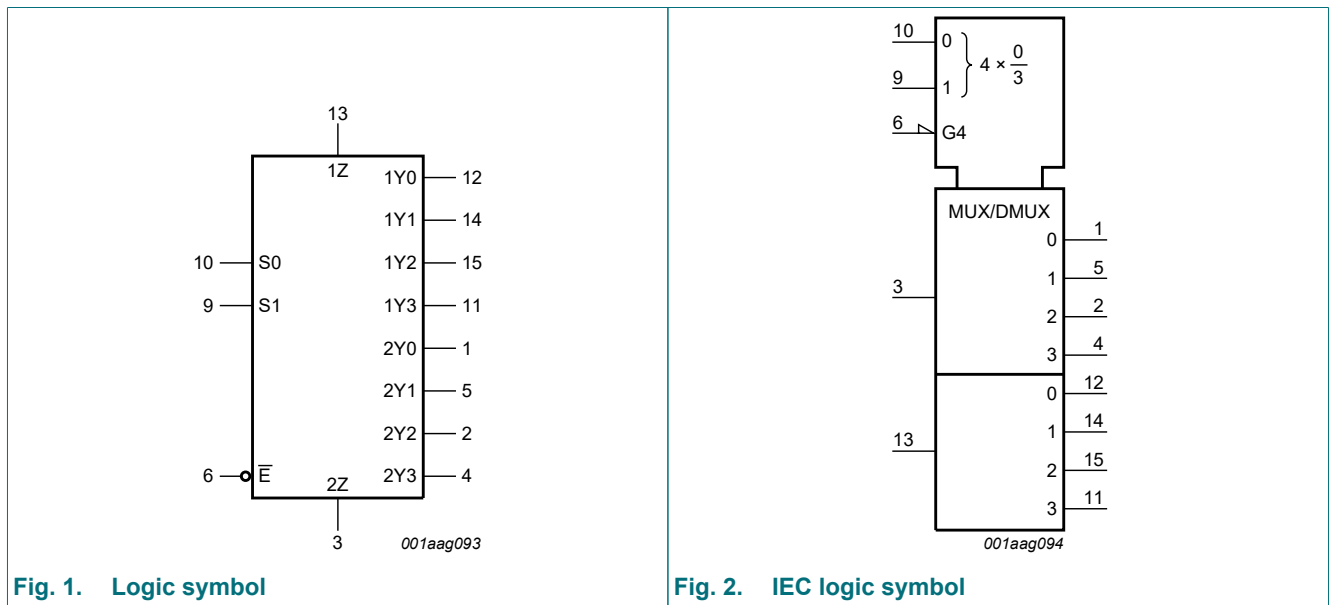 13
1Z
1Y0 12
1Y1 14
10 S0 1Y2 15
9 S1 1Y3 11
2Y0 1
2Y1 5
2Y2 2
6 E̅ 2Y3 4
2Z
3 001aag093
Fig. 1. Logic symbol
10 0
4 × 0/3
9 1
6 G4
MUX/DMUX
0 1
1 5
3
2 2
3 4
0 12
1 14
13
2 15
3 11
001aag094
Fig. 2. IEC logic symbol